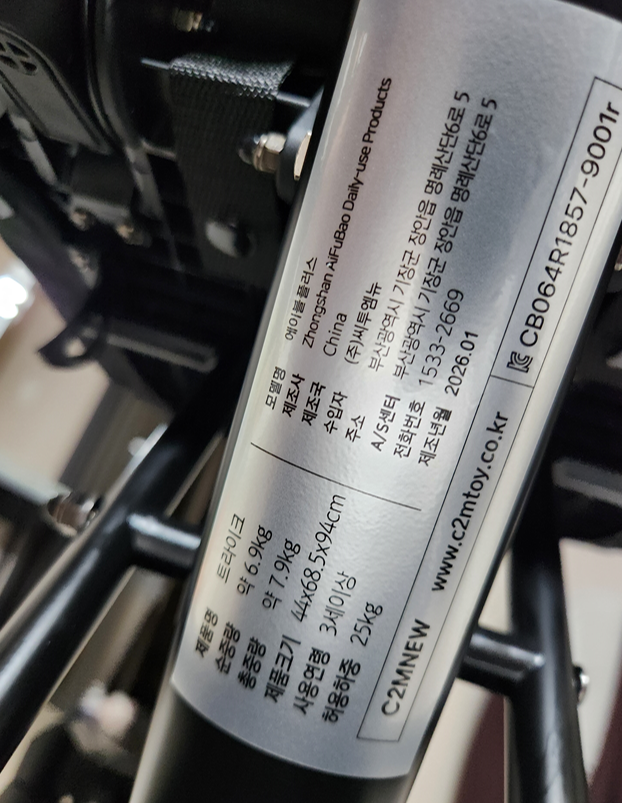 제품명 트라이크
순중량 약 6.9kg
총중량 약 7.9kg
제품크기 44x68.5x94cm
사용연령 3세이상
허용하중 25kg
모델명 에이블플러스
제조사 Zhongshan AiFuBao Daily-use Products
제조국 China
수입자 (주)씨투엠뉴
주소 부산광역시 기장군 장안읍 명례산단6로 5
A/S센터 부산광역시 기장군 장안읍 명례산단6로 5
전화번호 1533-2669
제조년월 2026.01
C2MNEW www.c2mtoy.co.kr CB064R1857-9001r